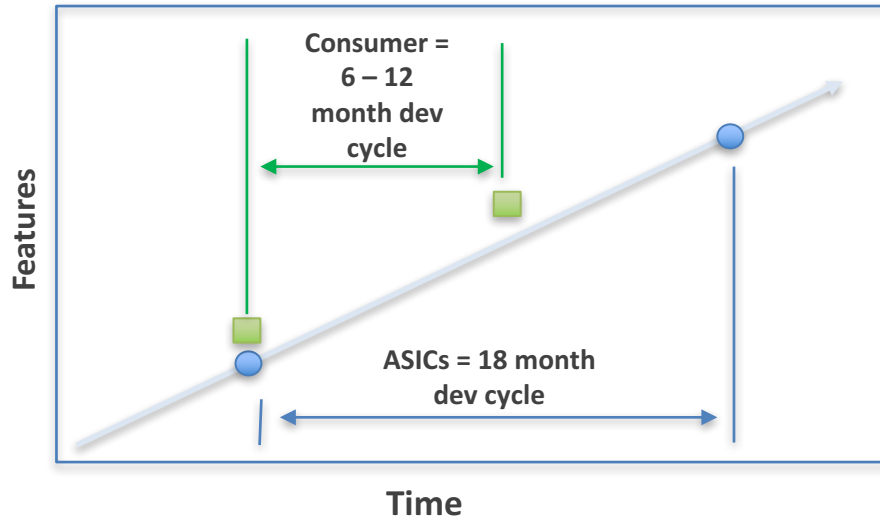 Consumer =
6 – 12
month dev
cycle
Features
ASICs = 18 month
dev cycle
Time